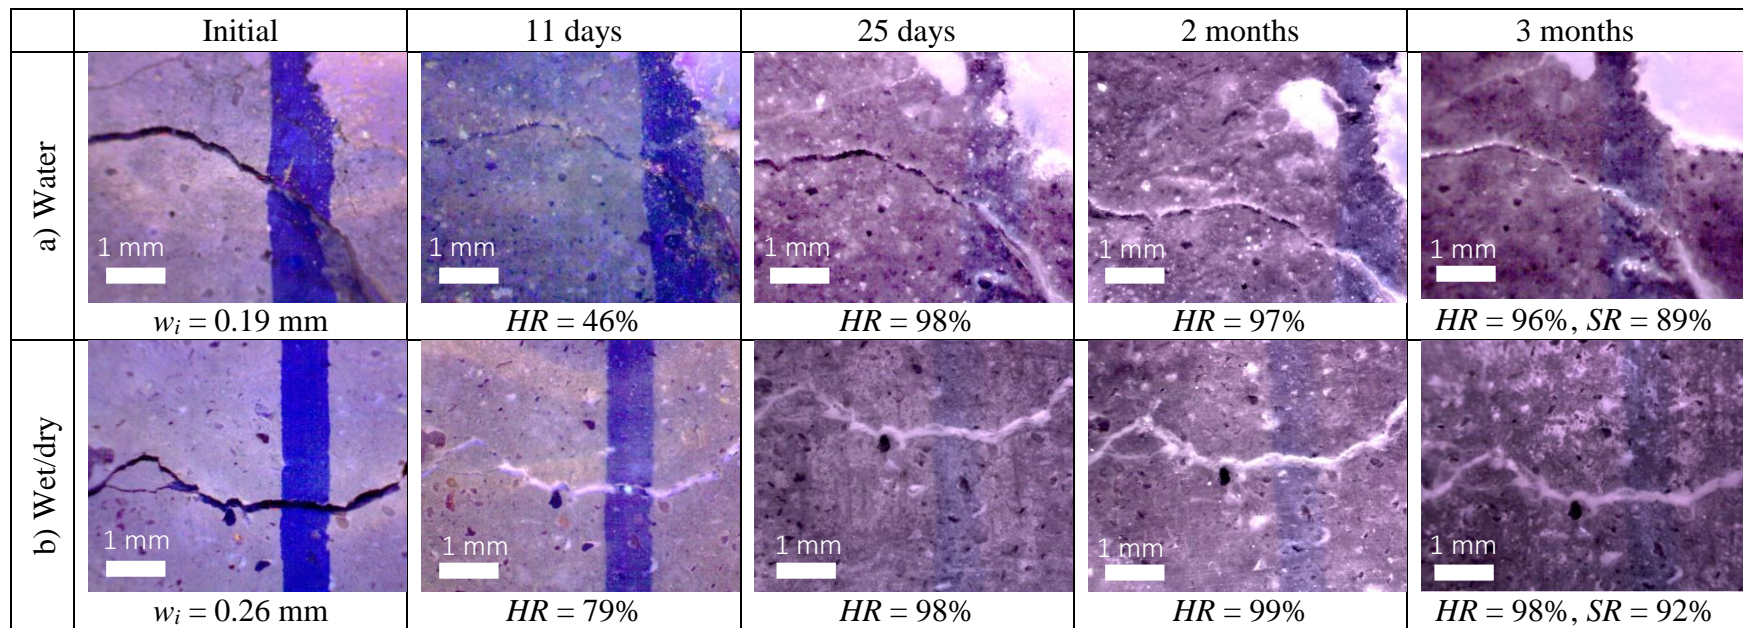 Initial 11 days 25 days 2 months 3 months
a) Water
1 mm 1 mm 1 mm 1 mm 1 mm
w_i = 0.19 mm HR = 46% HR = 98% HR = 97% HR = 96%, SR = 89%
b) Wet/dry
1 mm 1 mm 1 mm 1 mm 1 mm
w_i = 0.26 mm HR = 79% HR = 98% HR = 99% HR = 98%, SR = 92%